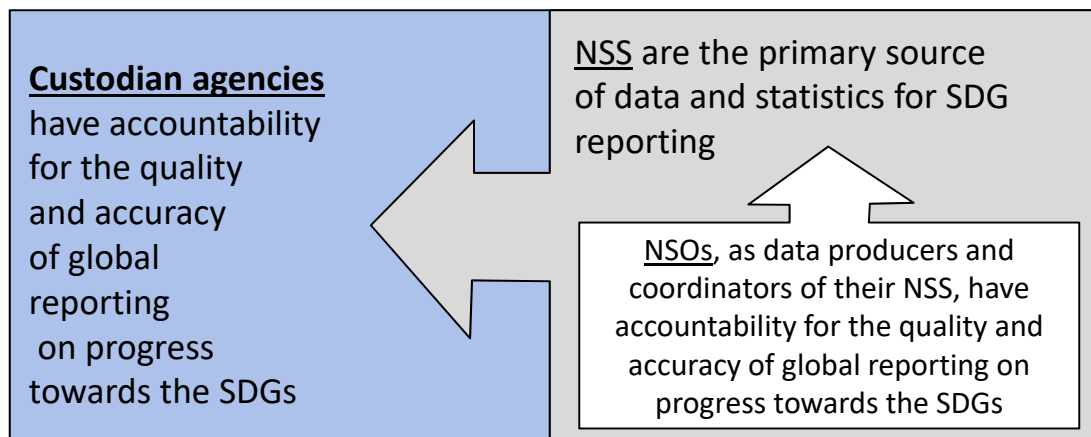 Custodian agencies
have accountability
for the quality
and accuracy
of global
reporting
on progress
towards the SDGs
NSS are the primary source
of data and statistics for SDG
reporting
NSOs, as data producers and
coordinators of their NSS, have
accountability for the quality and
accuracy of global reporting on
progress towards the SDGs